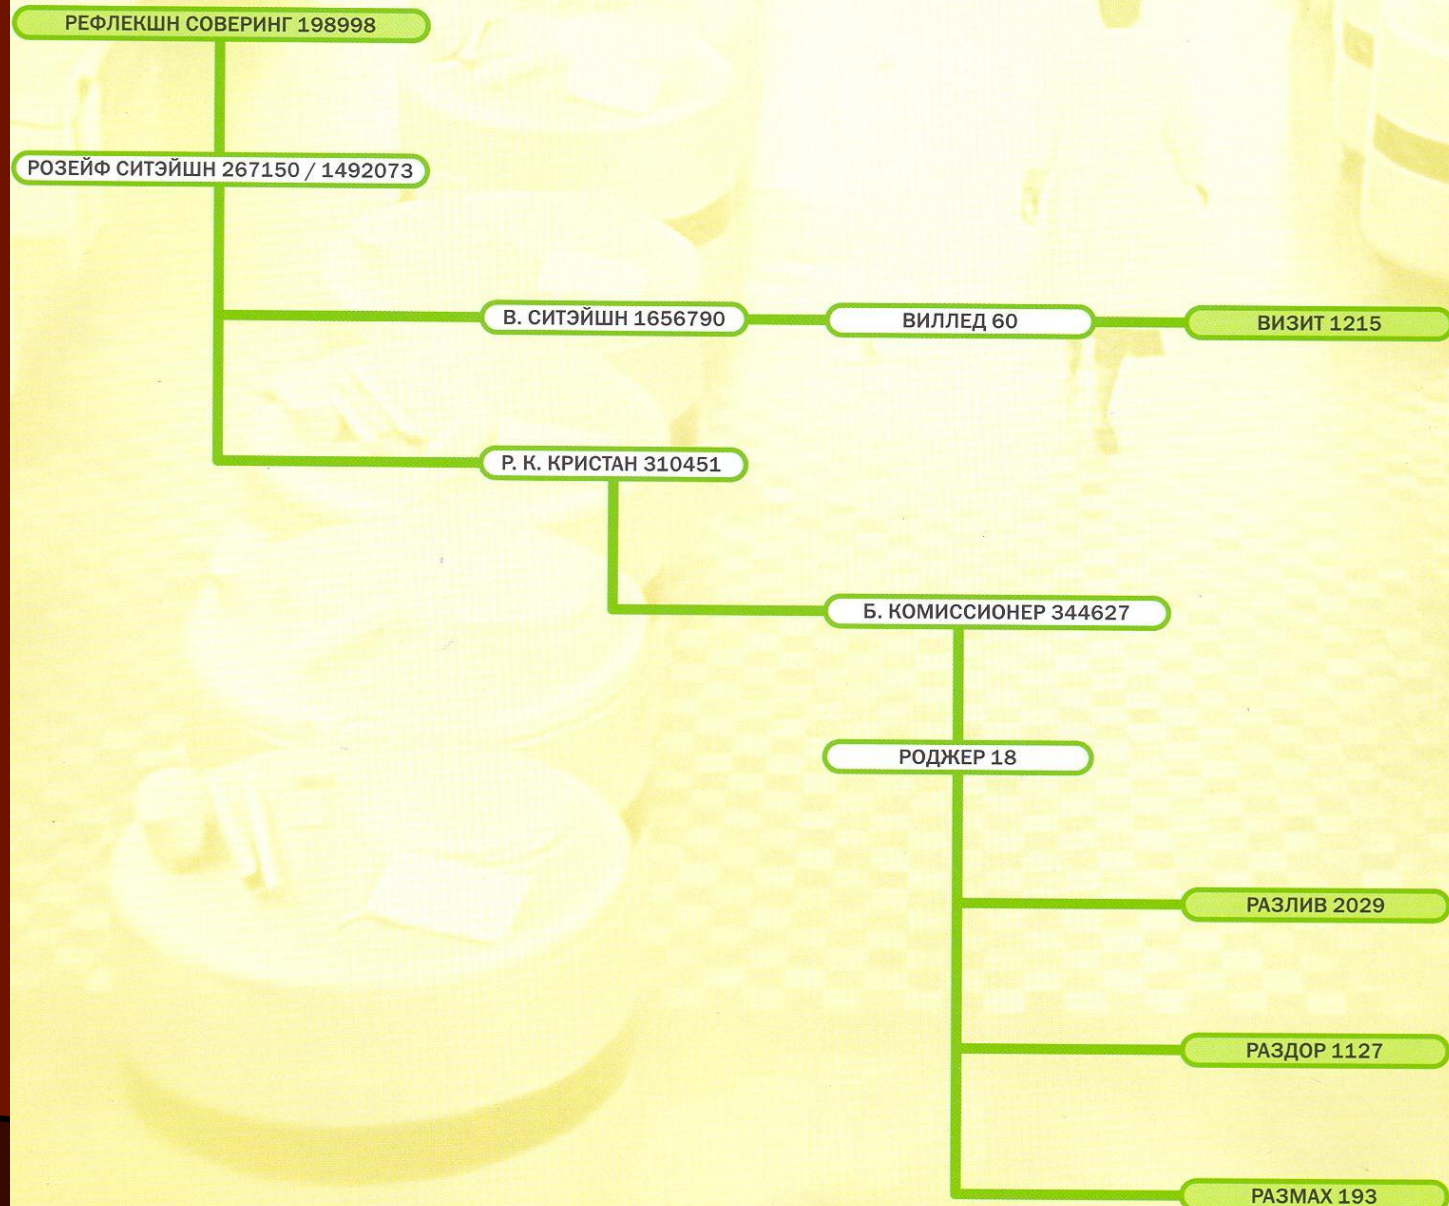 РЕФЛЕКШН СОВЕРИНГ 198998
РОЗЕЙФ СИТЭЙШН 267150 / 1492073
В. СИТЭЙШН 1656790
ВИЛЛЕД 60
ВИЗИТ 1215
Р. К. КРИСТАН 310451
Б. КОМИССИОНЕР 344627
РОДЖЕР 18
РАЗЛИВ 2029
РАЗДОР 1127
РАЗМАХ 193